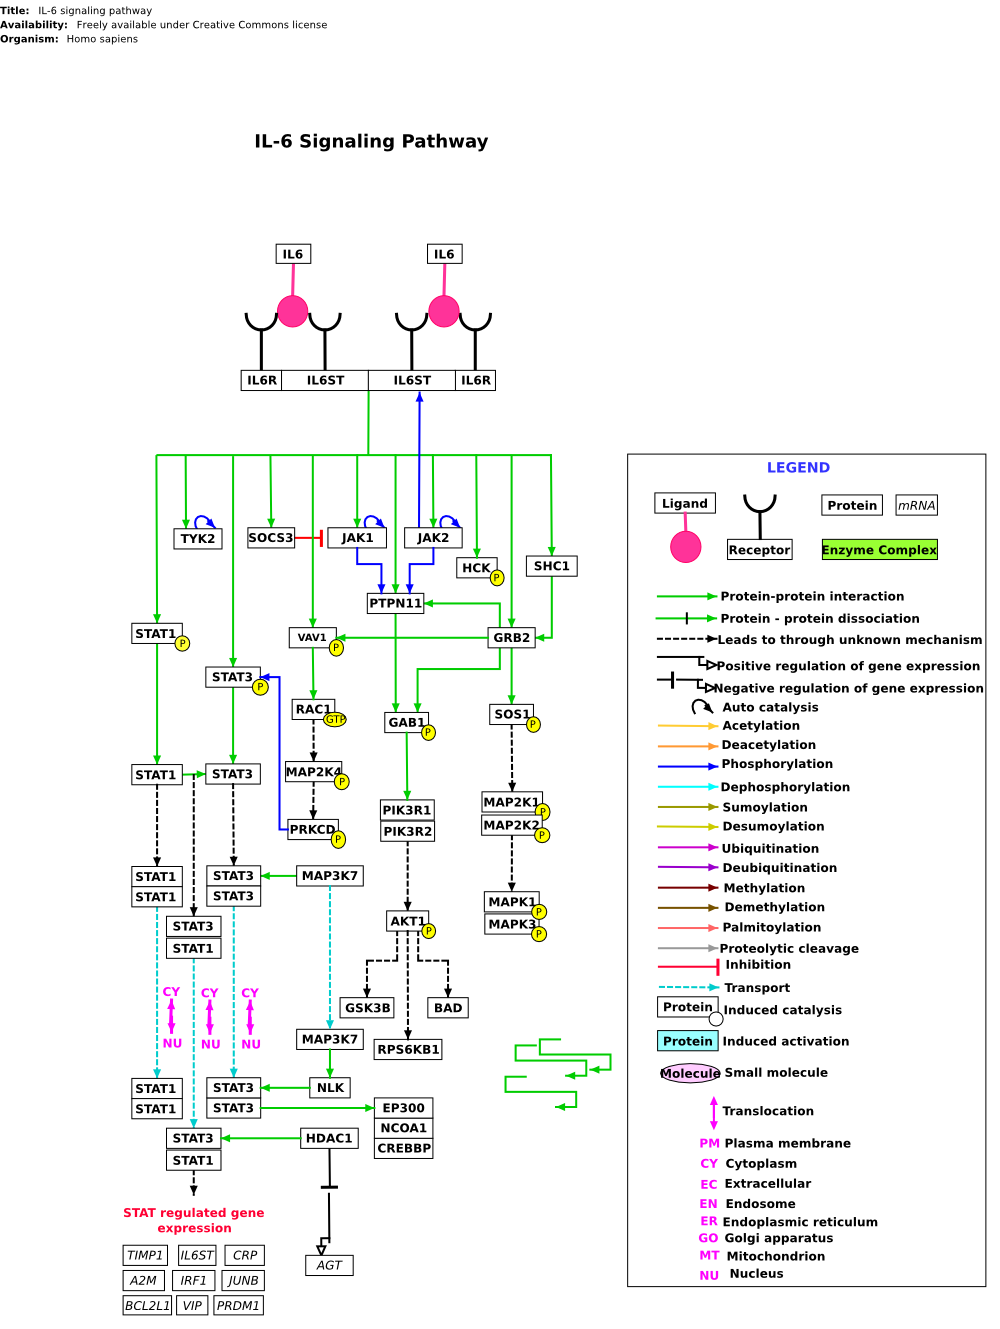 Title: IL-6 signaling pathway
Availability: Freely available under Creative Commons license
Organism: Homo sapiens
IL-6 Signaling Pathway
IL6 IL6
IL6R IL6ST IL6ST IL6R
TYK2 SOCS3 JAK1 JAK2
HCK P SHC1
PTPN11
STAT1 P VAV1 P GRB2
STAT3 P
RAC1 GTP GAB1 P SOS1 P
STAT1 STAT3 MAP2K4 P
PIK3R1 MAP2K1 P
PRKCD P PIK3R2 MAP2K2 P
STAT1 STAT3 MAP3K7
STAT1 STAT3
MAPK1 P
STAT3 AKT1 P MAPK3 P
STAT1
CY CY CY
GSK3B BAD
NU NU NU
MAP3K7 RPS6KB1
STAT1 STAT3 NLK
STAT1 STAT3 EP300
NCOA1
STAT3 HDAC1 CREBBP
STAT1
STAT regulated gene
expression
TIMP1 IL6ST CRP
A2M IRF1 JUNB
BCL2L1 VIP PRDM1
AGT
LEGEND
Ligand Protein mRNA
Receptor Enzyme Complex
Protein-protein interaction
Protein - protein dissociation
Leads to through unknown mechanism
Positive regulation of gene expression
Negative regulation of gene expression
Auto catalysis
Acetylation
Deacetylation
Phosphorylation
Dephosphorylation
Sumoylation
Desumoylation
Ubiquitination
Deubiquitination
Methylation
Demethylation
Palmitoylation
Proteolytic cleavage
Inhibition
Transport
Protein Induced catalysis
Protein Induced activation
Molecule Small molecule
Translocation
PM Plasma membrane
CY Cytoplasm
EC Extracellular
EN Endosome
ER Endoplasmic reticulum
GO Golgi apparatus
MT Mitochondrion
NU Nucleus